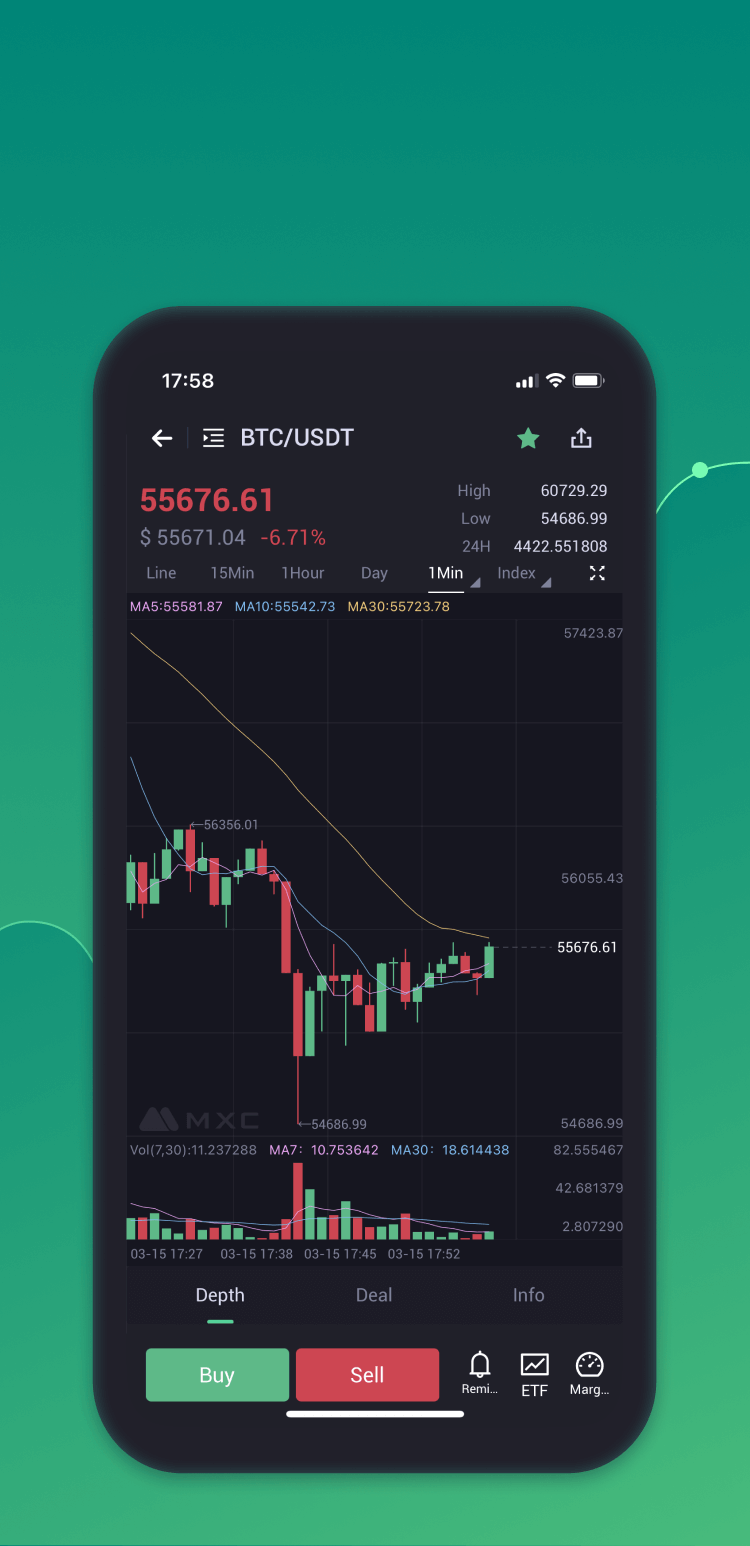 17:58
BTC/USDT
55676.61
High 60729.29
$ 55671.04 -6.71%
Low 54686.99
24H 4422.551808
Line 15Min 1Hour Day 1Min Index
MA5:55581.87 MA10:55542.73 MA30:55723.78
57423.87
56356.01
56055.43
55676.61
MXC
54686.99
54686.99
Vol(7,30):11.237288 MA7: 10.753642 MA30: 18.614438 82.555467
42.681379
2.807290
03-15 17:27 03-15 17:38 03-15 17:45 03-15 17:52
Depth Deal Info
Buy Sell
Remi... ETF Marg...